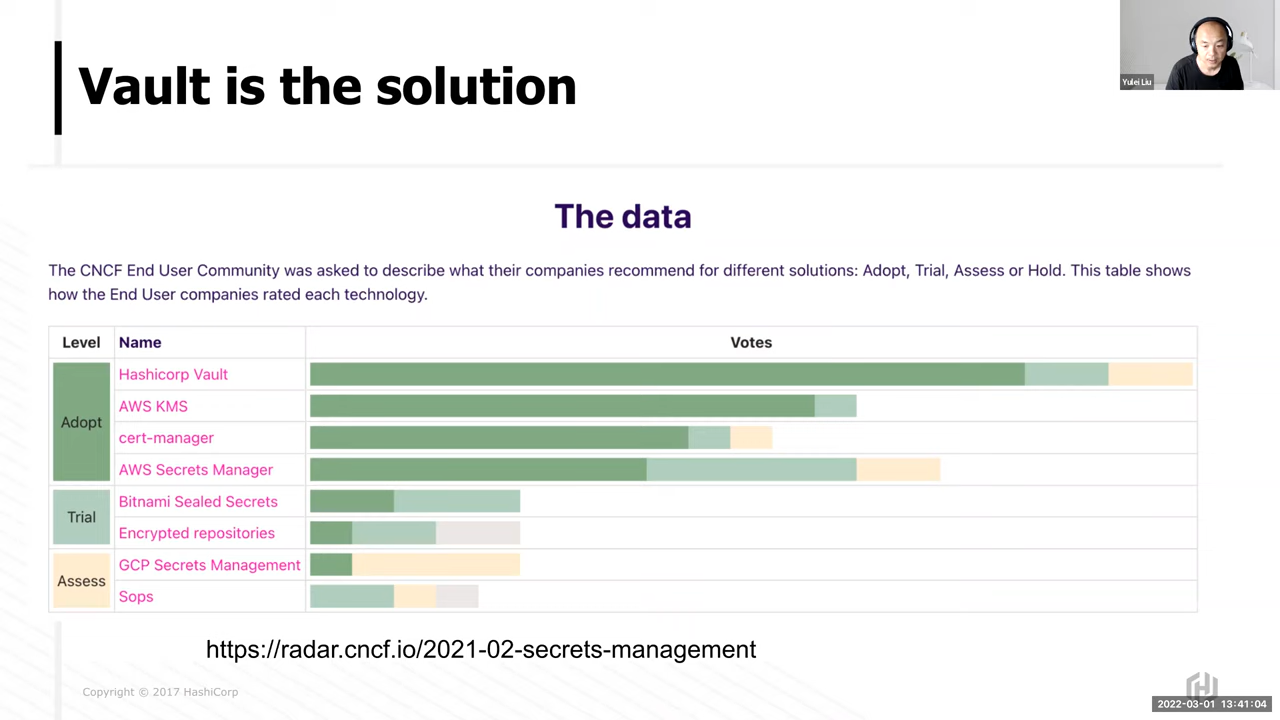 Vault is the solution
Yulei Liu
The data
The CNCF End User Community was asked to describe what their companies recommend for different solutions: Adopt, Trial, Assess or Hold. This table shows
how the End User companies rated each technology.
Level Name Votes
Adopt
Hashicorp Vault
AWS KMS
cert-manager
AWS Secrets Manager
Trial
Bitnami Sealed Secrets
Encrypted repositories
Assess
GCP Secrets Management
Sops
https://radar.cncf.io/2021-02-secrets-management
Copyright © 2017 HashiCorp
2022-03-01 13:41:04